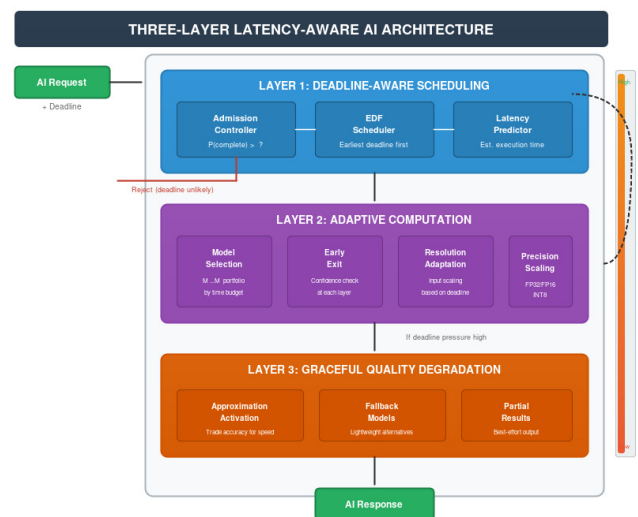 THREE-LAYER LATENCY-AWARE AI ARCHITECTURE
AI Request
+ Deadline
LAYER 1: DEADLINE-AWARE SCHEDULING
Admission
Controller
P(complete) > ?
EDF
Scheduler
Earliest deadline first
Latency
Predictor
Est. execution time
High
Reject (deadline unlikely)
LAYER 2: ADAPTIVE COMPUTATION
Model
Selection
M ...M portfolio
by time budget
Early
Exit
Confidence check
at each layer
Resolution
Adaptation
Input scaling
based on deadline
Precision
Scaling
FP32/FP16
INT8
If deadline pressure high
LAYER 3: GRACEFUL QUALITY DEGRADATION
Approximation
Activation
Trade accuracy for speed
Fallback
Models
Lightweight alternatives
Partial
Results
Best-effort output
AI Response